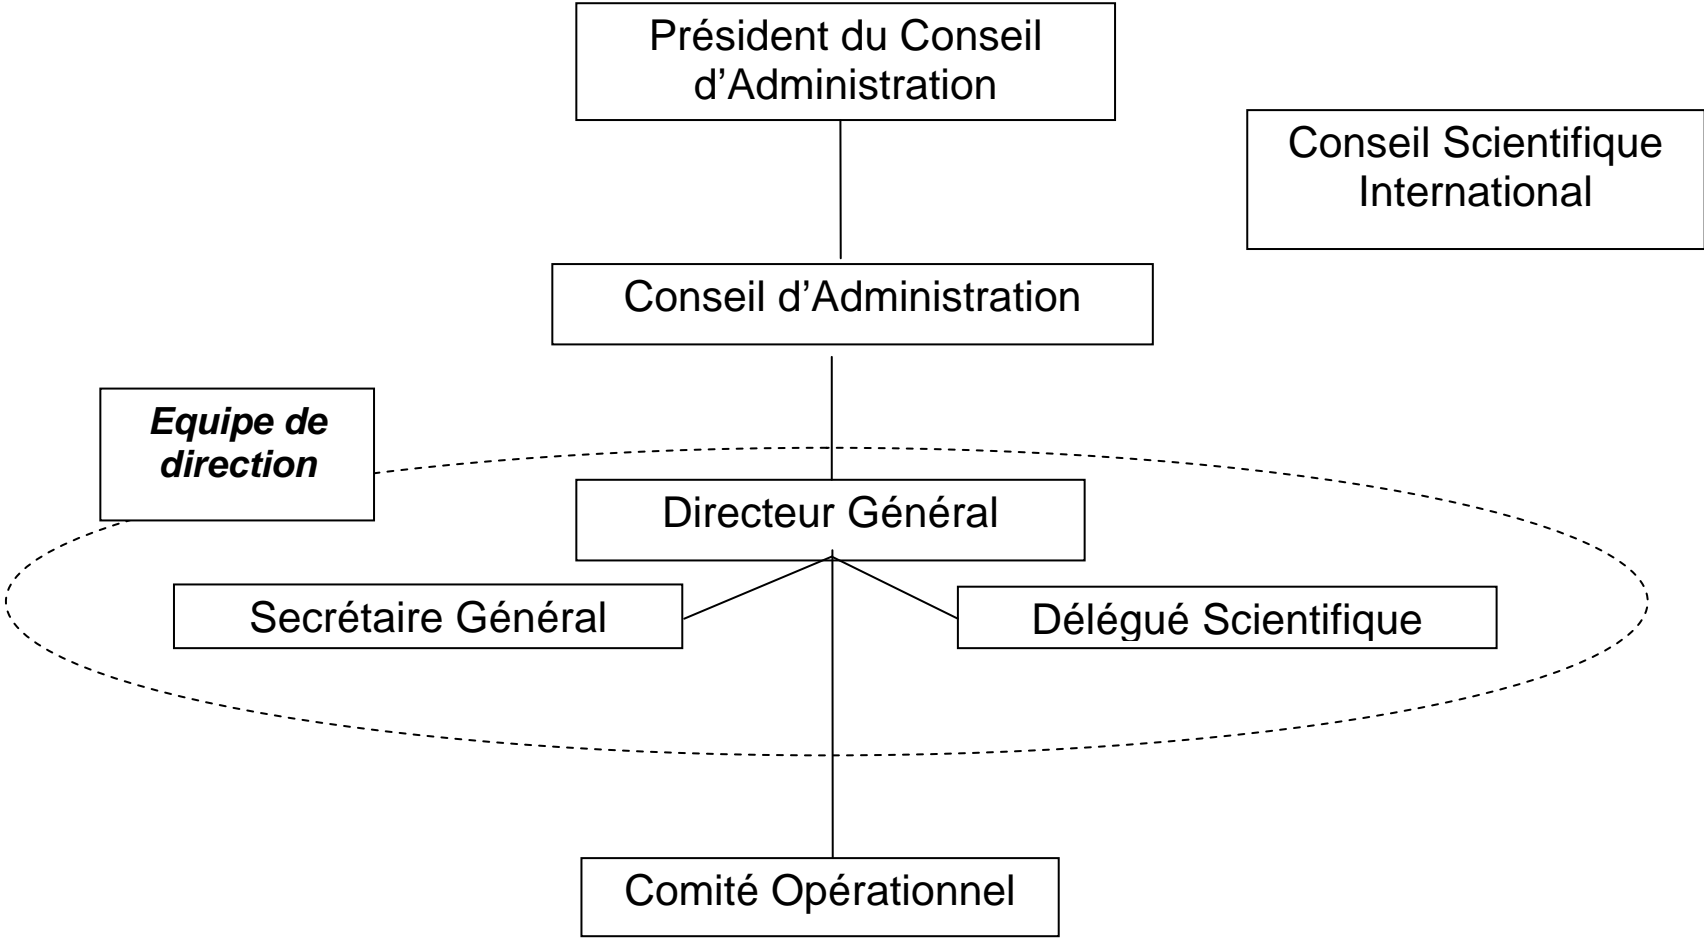 Président du Conseil
d’Administration
Conseil Scientifique
International
Conseil d’Administration
Equipe de
direction
Directeur Général
Secrétaire Général
Délégué Scientifique
Comité Opérationnel